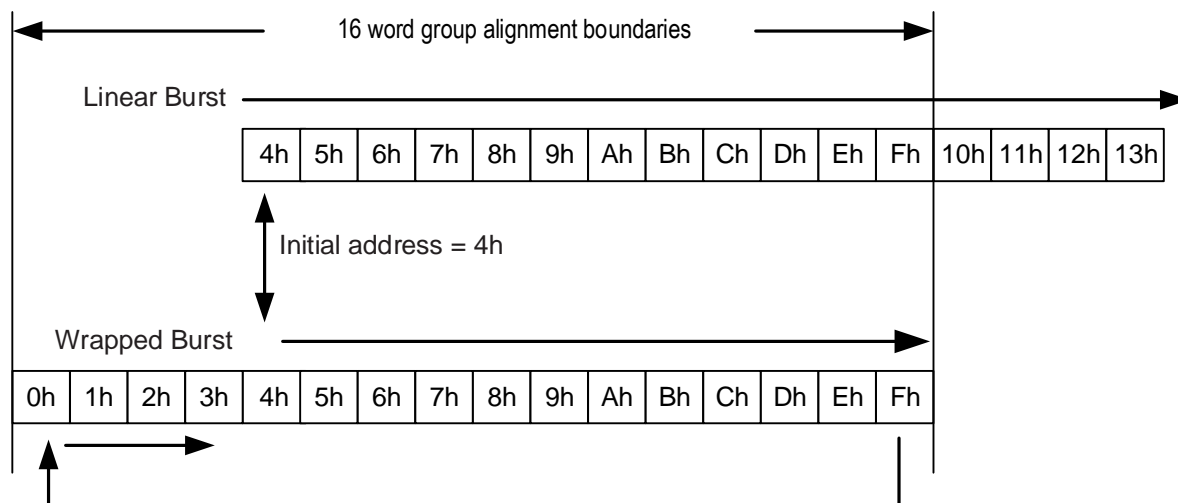 16 word group alignment boundaries
Linear Burst
4h 5h 6h 7h 8h 9h Ah Bh Ch Dh Eh Fh 10h 11h 12h 13h
Initial address = 4h
Wrapped Burst
0h 1h 2h 3h 4h 5h 6h 7h 8h 9h Ah Bh Ch Dh Eh Fh